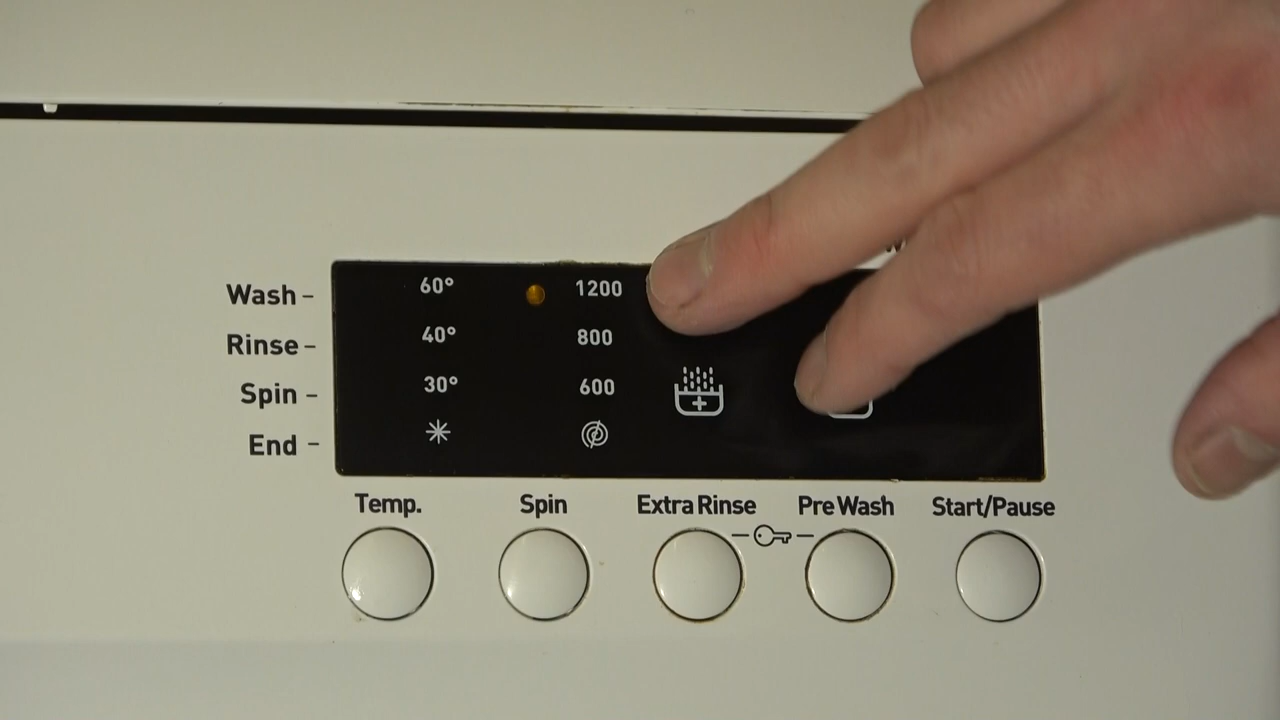 Wash – 60° 1200
Rinse – 40° 800
Spin – 30° 600
End –
Temp. Spin Extra Rinse Pre Wash Start/Pause